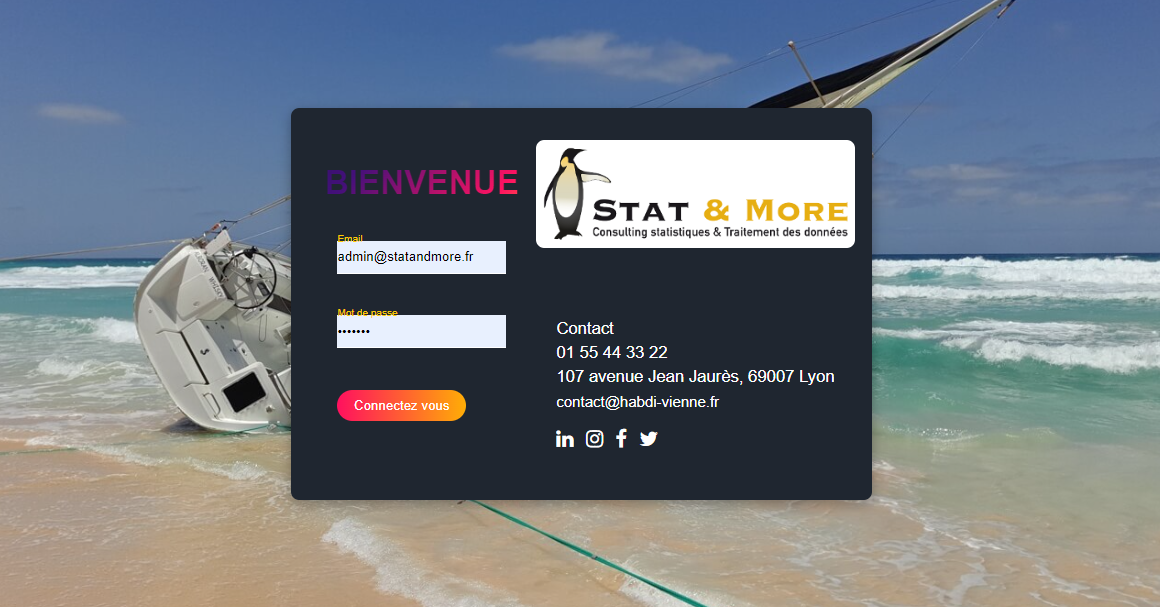 BIENVENUE
Email
admin@statandmore.fr
Mot de passe
•••••••
Connectez vous
STAT & MORE
Consulting statistiques & Traitement des données
Contact
01 55 44 33 22
107 avenue Jean Jaurès, 69007 Lyon
contact@habdi-vienne.fr